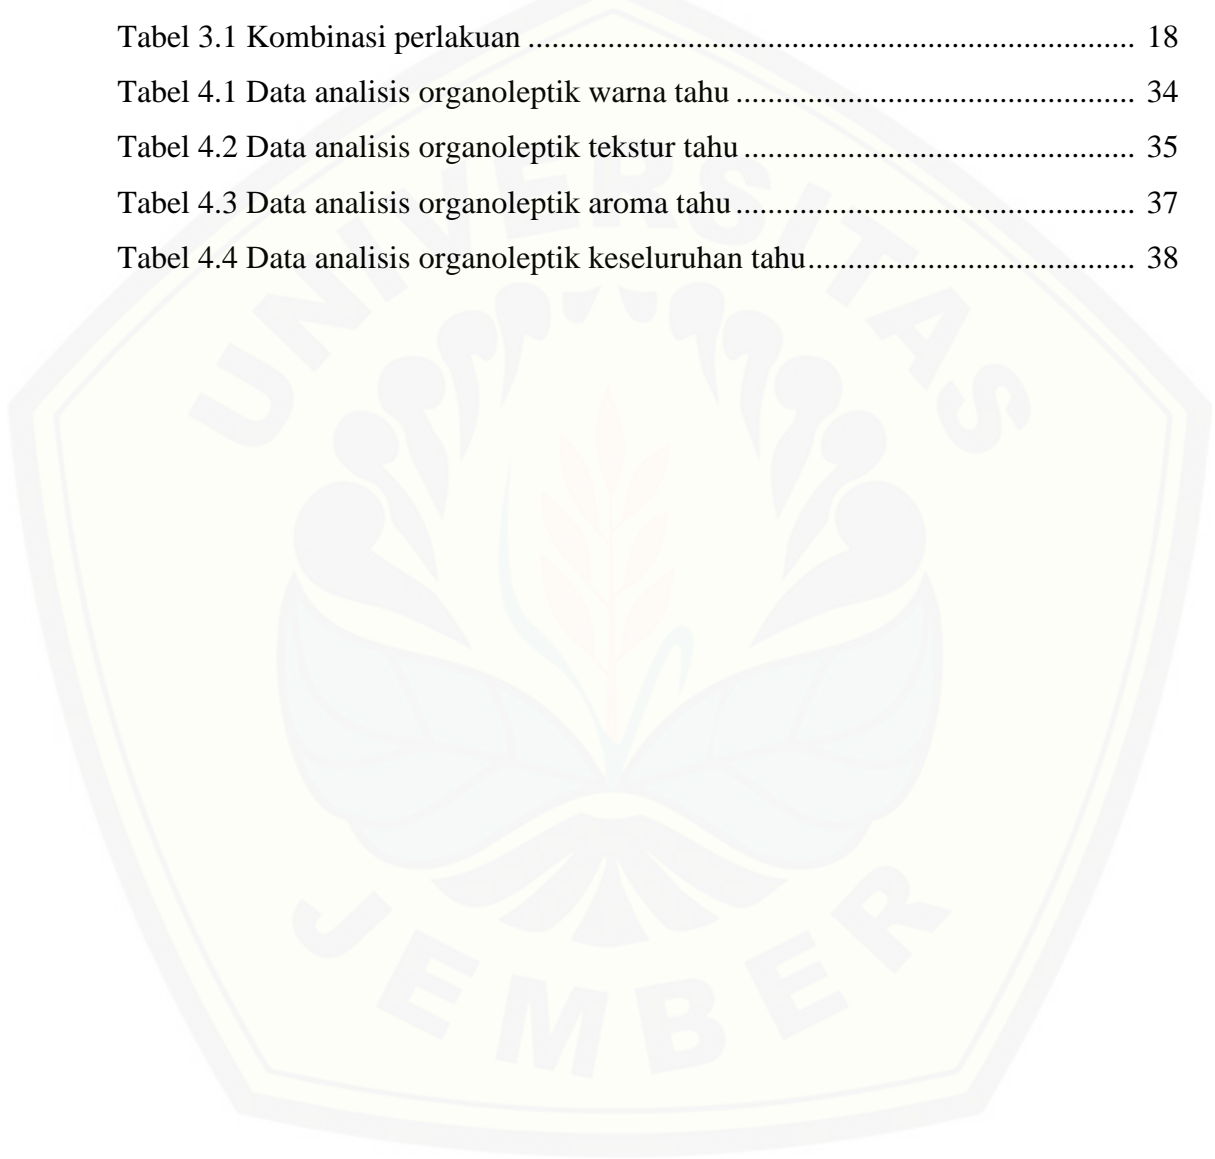 Tabel 3.1 Kombinasi perlakuan ........................................................................... 18
Tabel 4.1 Data analisis organoleptik warna tahu ................................................. 34
Tabel 4.2 Data analisis organoleptik tekstur tahu ................................................ 35
Tabel 4.3 Data analisis organoleptik aroma tahu ................................................. 37
Tabel 4.4 Data analisis organoleptik keseluruhan tahu ........................................ 38
UNIVERSITAS
JEMBER